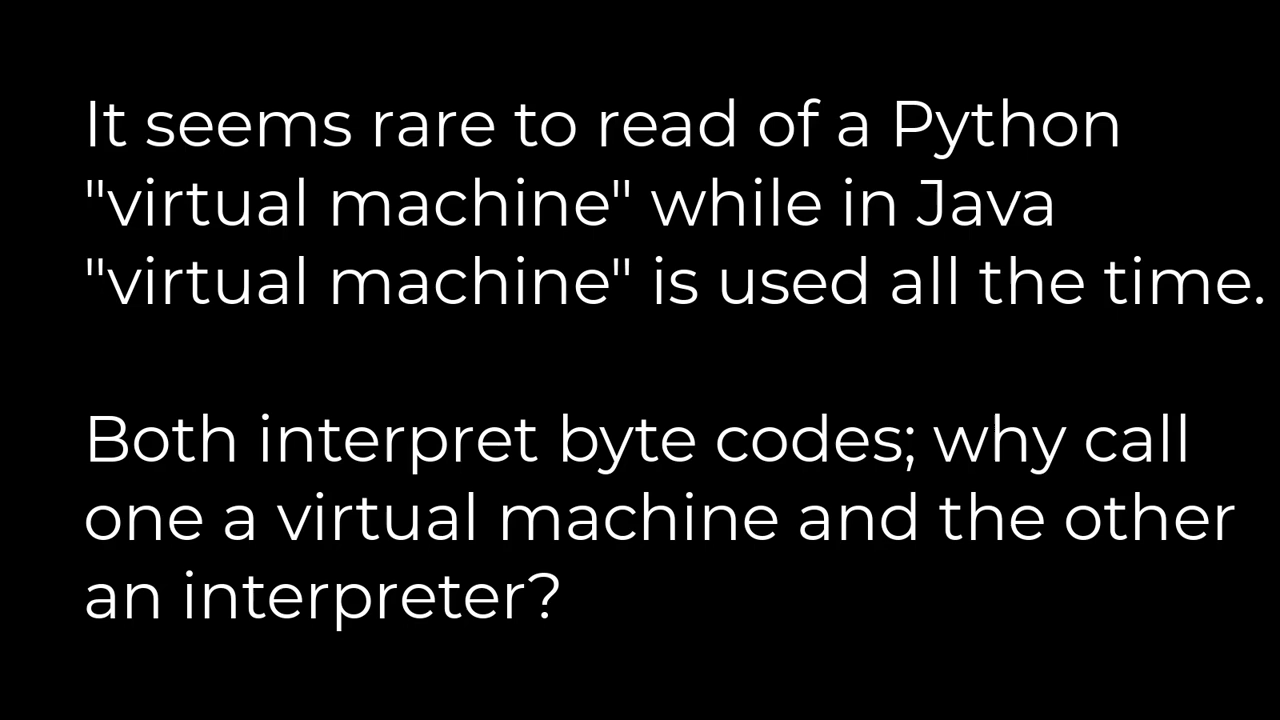 It seems rare to read of a Python
"virtual machine" while in Java
"virtual machine" is used all the time.
Both interpret byte codes; why call
one a virtual machine and the other
an interpreter?